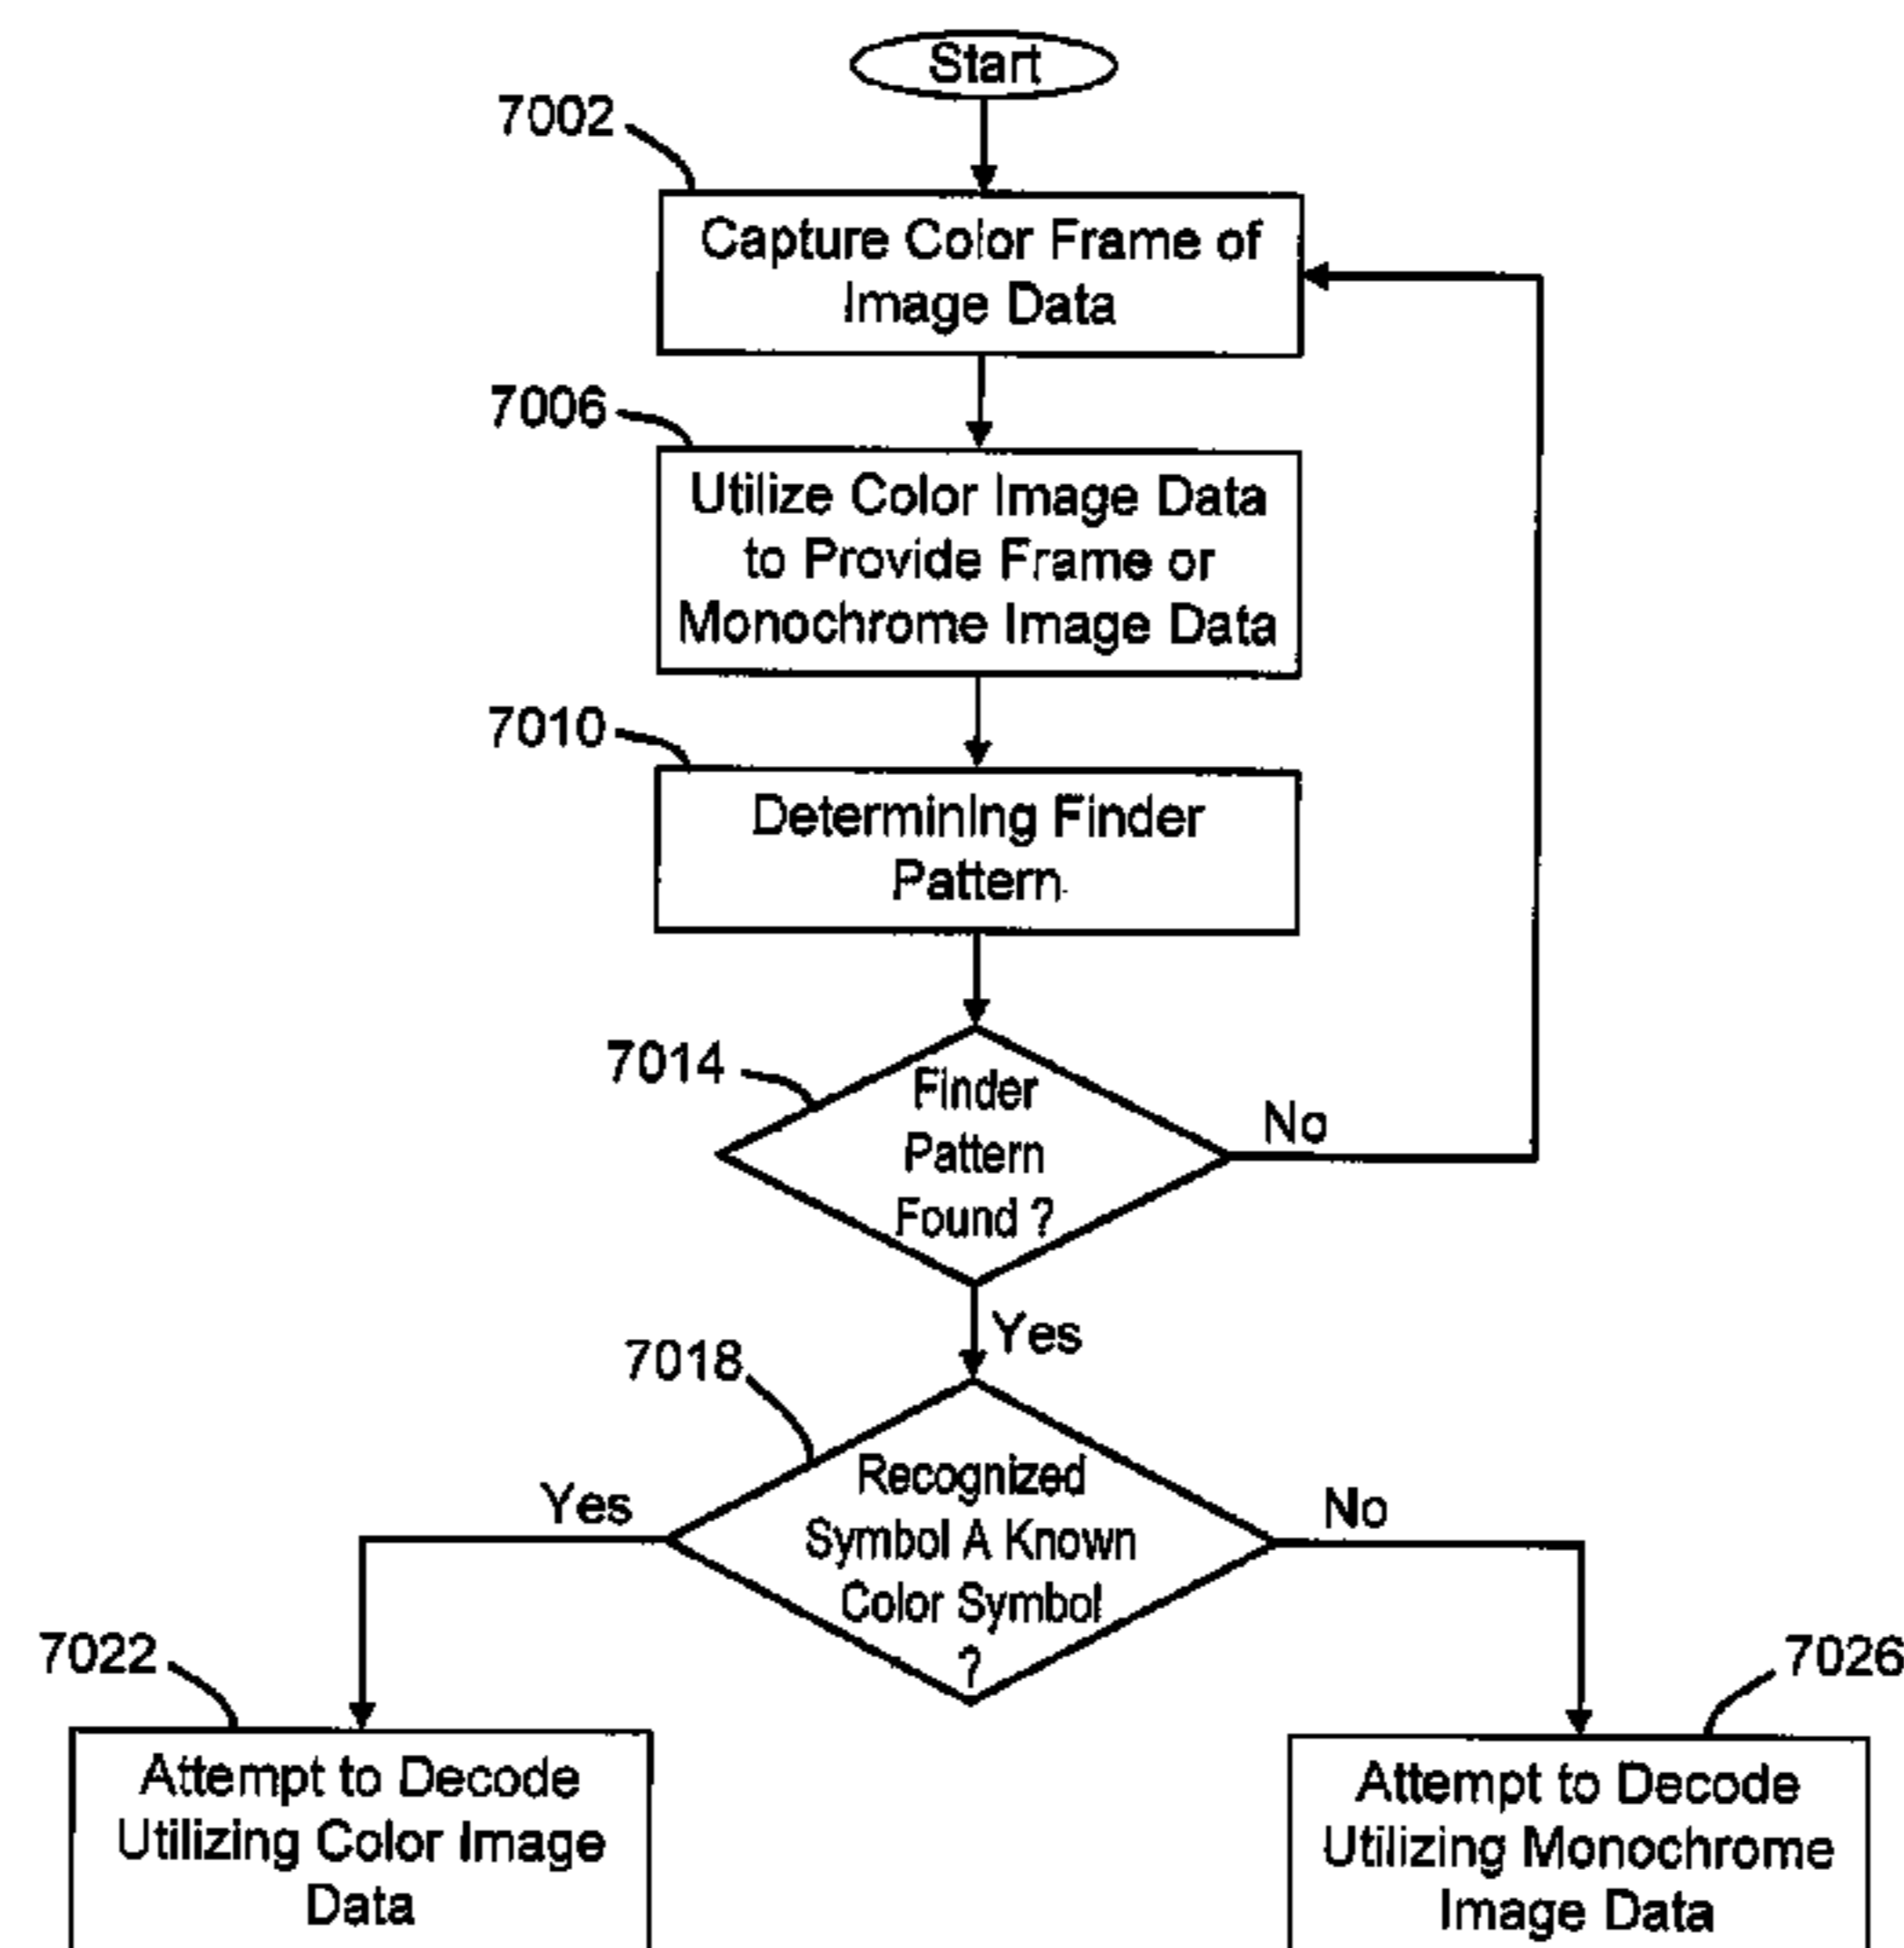 Start
7002
Capture Color Frame of
Image Data
7006
Utilize Color Image Data
to Provide Frame or
Monochrome Image Data
7010
Determining Finder
Pattern
7014
Finder
Pattern
Found ?
No
Yes
7018
Recognized
Symbol A Known
Color Symbol
?
Yes
No
7022
Attempt to Decode
Utilizing Color Image
Data
7026
Attempt to Decode
Utilizing Monochrome
Image Data